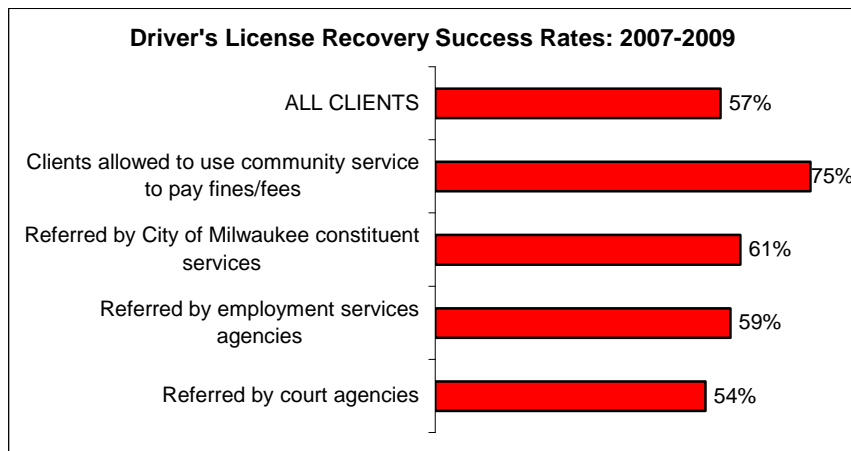 Driver's License Recovery Success Rates: 2007-2009
ALL CLIENTS
57%
Clients allowed to use community service
to pay fines/fees
75%
Referred by City of Milwaukee constituent
services
61%
Referred by employment services
agencies
59%
Referred by court agencies
54%